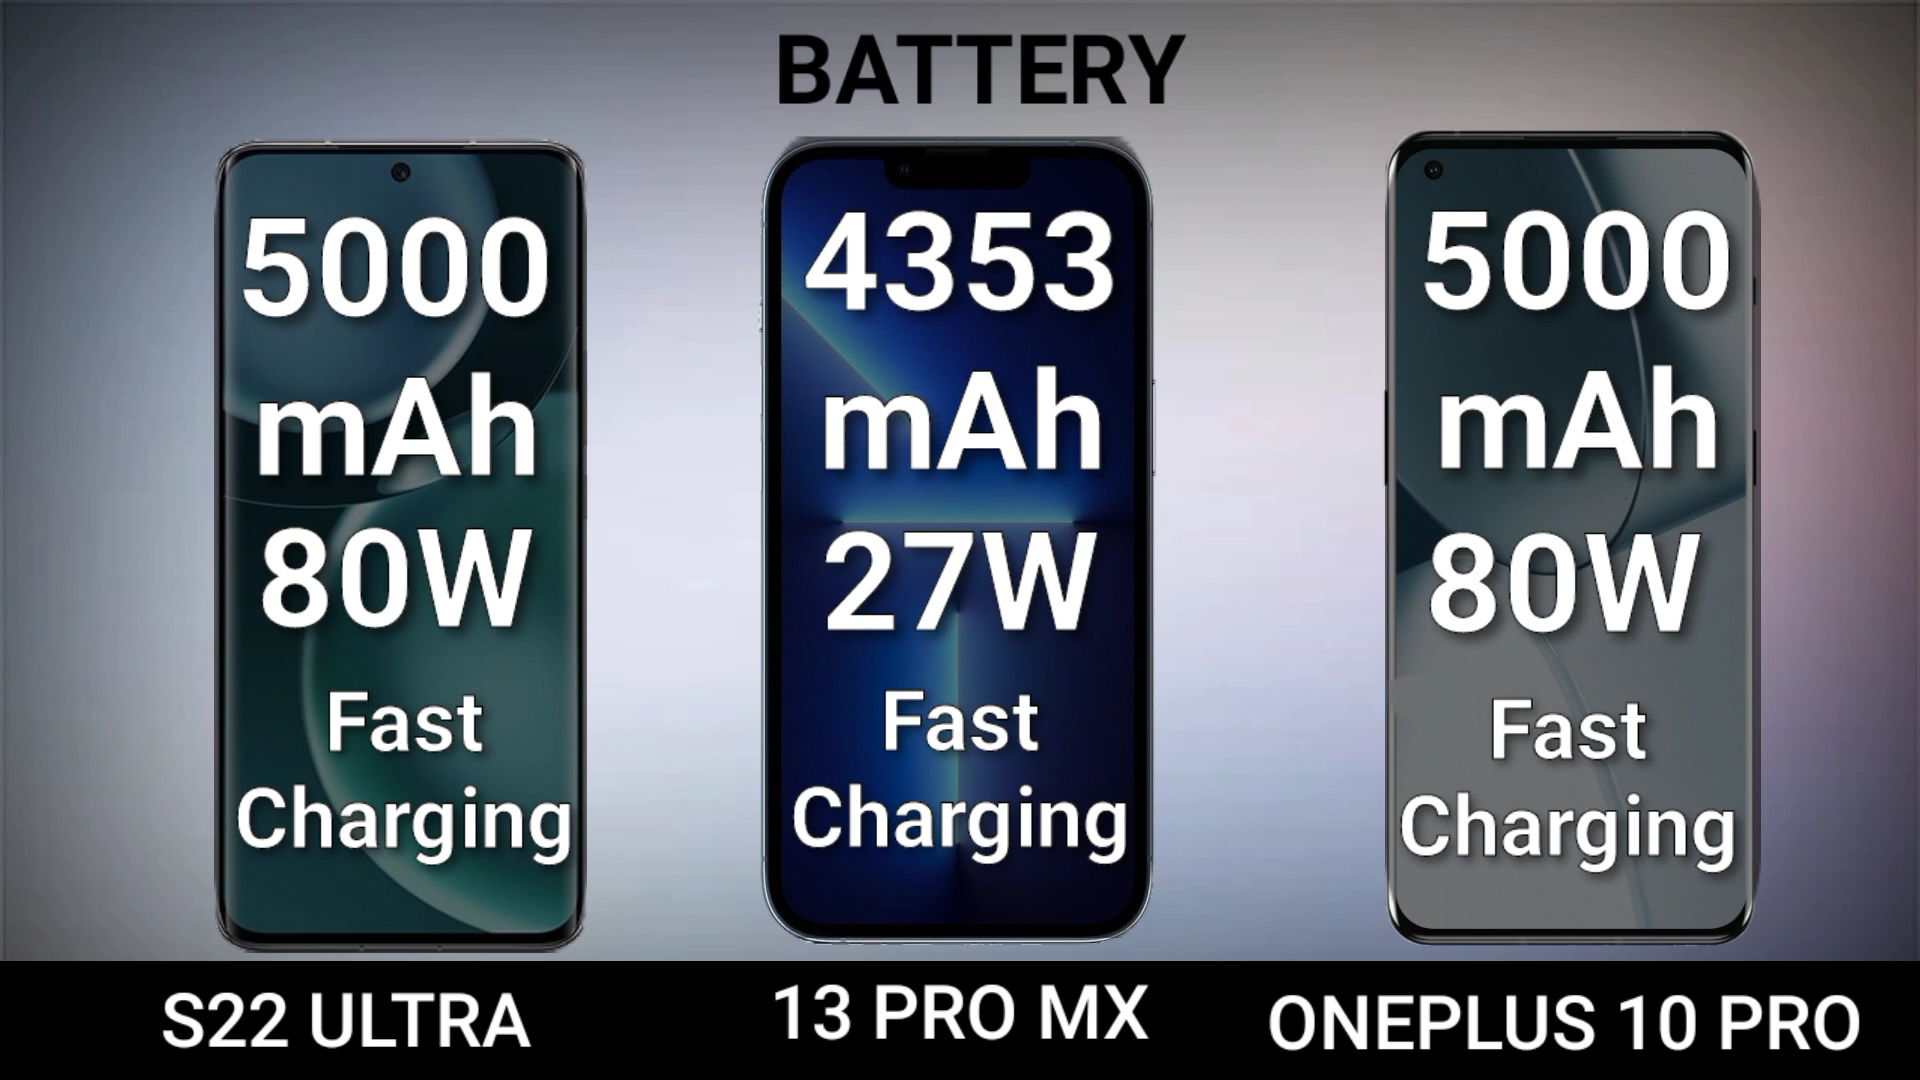 BATTERY
5000
mAh
80W
Fast
Charging
4353
mAh
27W
Fast
Charging
5000
mAh
80W
Fast
Charging
S22 ULTRA
13 PRO MX
ONEPLUS 10 PRO